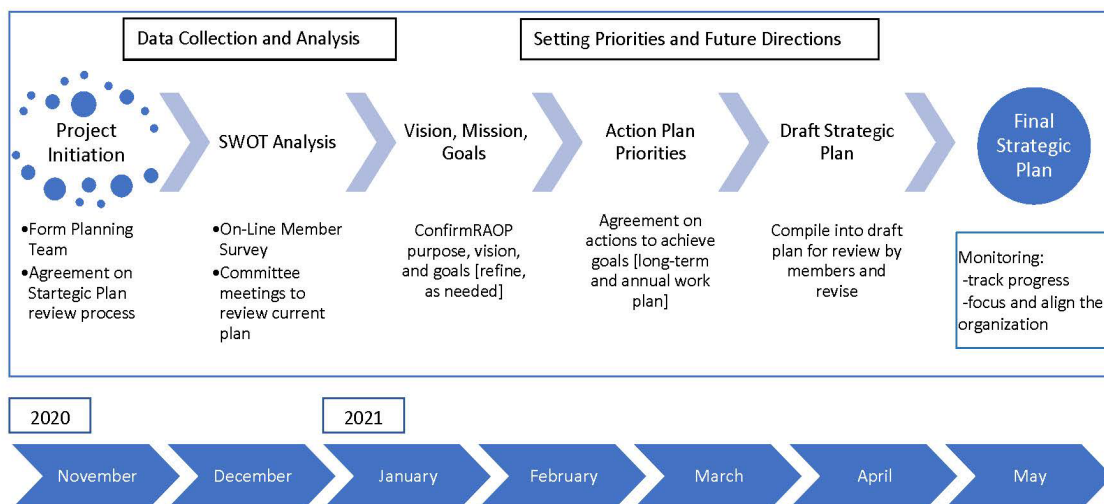 Data Collection and Analysis
Setting Priorities and Future Directions
Project
Initiation
SWOT Analysis
Vision, Mission,
Goals
Action Plan
Priorities
Draft Strategic
Plan
Final
Strategic
Plan
•Form Planning
Team
•Agreement on
Startegic Plan
review process
•On-Line Member
Survey
•Committee
meetings to
review current
plan
ConfirmRAOP
purpose, vision,
and goals [refine,
as needed]
Agreement on
actions to achieve
goals [long-term
and annual work
plan]
Compile into draft
plan for review by
members and
revise
Monitoring:
-track progress
-focus and align the
organization
2020
2021
November
December
January
February
March
April
May